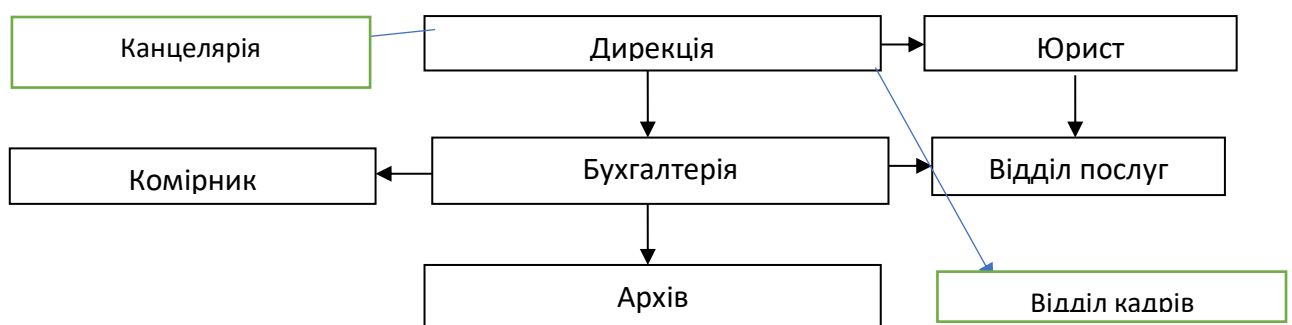 Канцелярія
Дирекція
Юрист
Комірник
Бухгалтерія
Відділ послуг
Архів
Відділ кадрів